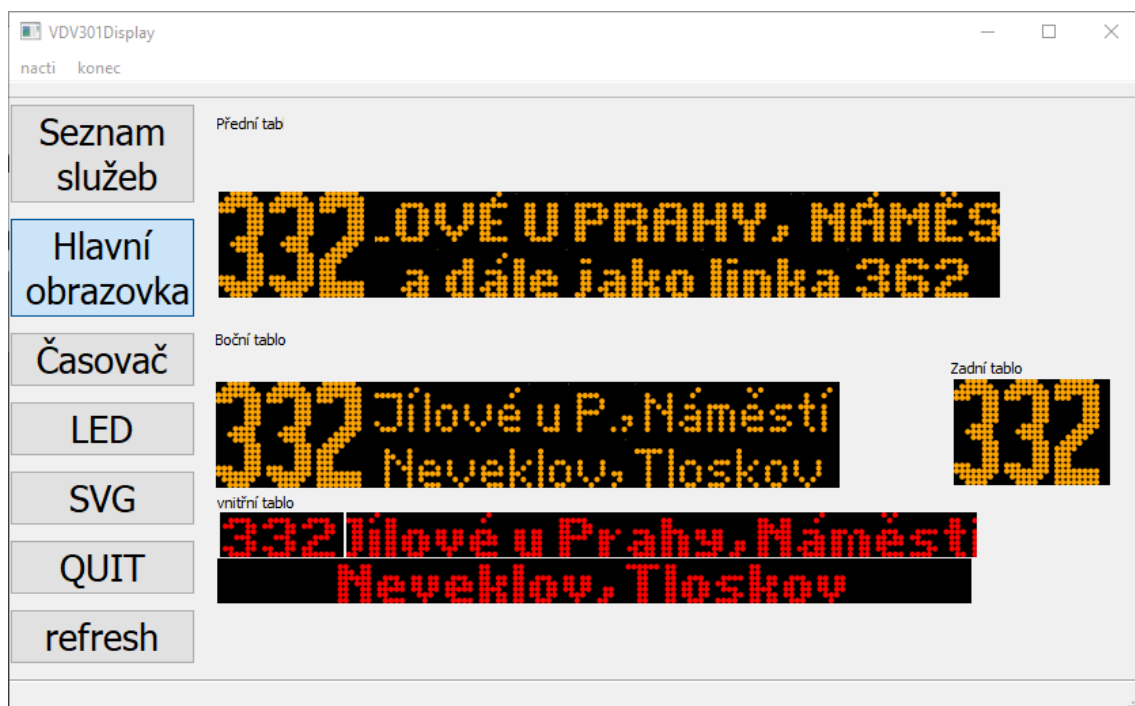 VDV301Display
nacti konec
Seznam
služeb
Hlavní
obrazovka
Časovač
LED
SVG
QUIT
refresh
Přední tabl
332
..OVÉ U PRAHY, NÁMĚS
a dále jako linka 362
Boční tablo
332
Jílové u P.,Náměstí
Neveklov, Tloskov
Zadní tablo
332
vnitřní tablo
332 Jílové u Prahy,Náměstí
Neveklov, Tloskov